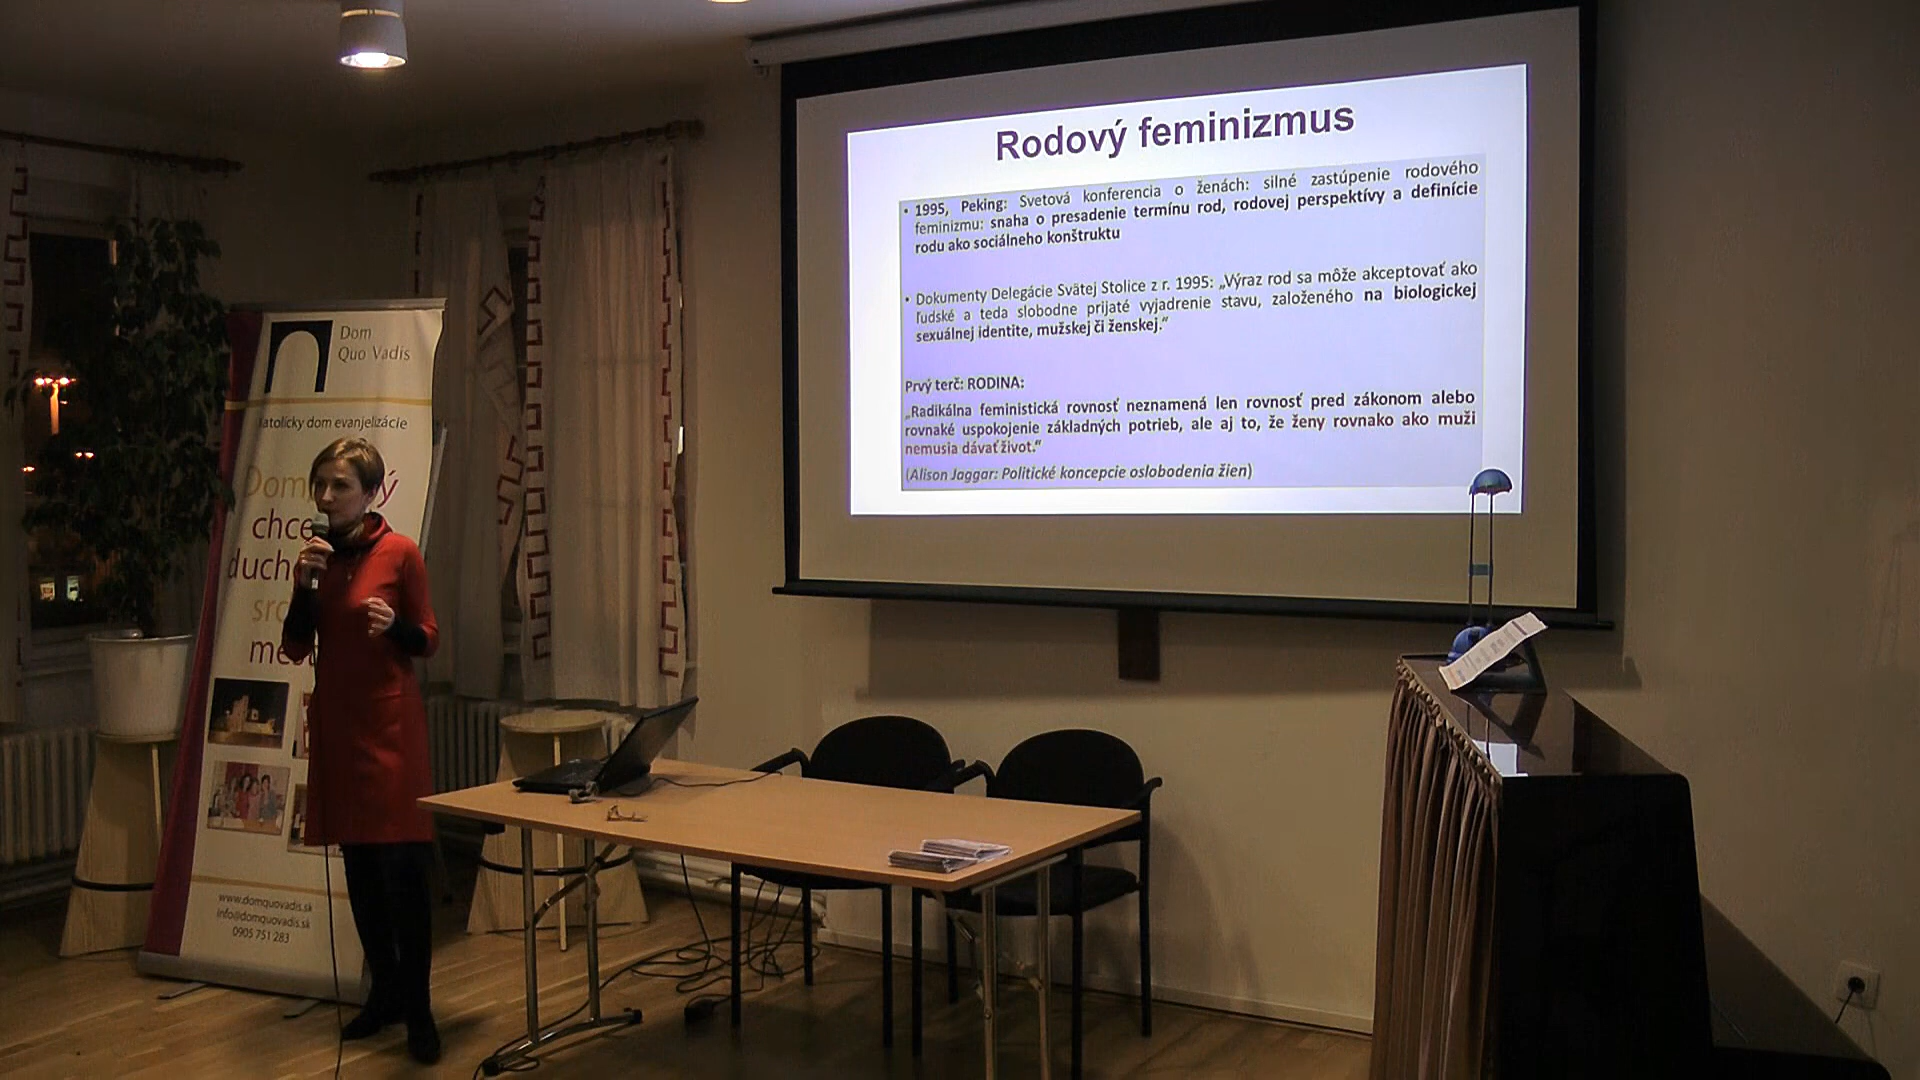 Rodový feminizmus
• 1995, Peking: Svetová konferencia o ženách: silné zastúpenie rodového
feminizmu: snaha o presadenie termínu rod, rodovej perspektívy a definície
rodu ako sociálneho konštruktu
• Dokumenty Delegácie Svätej Stolice z r. 1995: „Výraz rod sa môže akceptovať ako
ľudské a teda slobodne prijaté vyjadrenie stavu, založeného na biologickej
sexuálnej identite, mužskej či ženskej.“
Prvý terč: RODINA:
„Radikálna feministická rovnosť neznamená len rovnosť pred zákonom alebo
rovnaké uspokojenie základných potrieb, ale aj to, že ženy rovnako ako muži
nemusia dávať život.“
(Alison Jaggar: Politické koncepcie oslobodenia žien)
Dom
Quo Vadis
katolícky dom evanjelizácie
Dom,
chce
www.domquovadis.sk
info@domquovadis.sk
0905 751 283